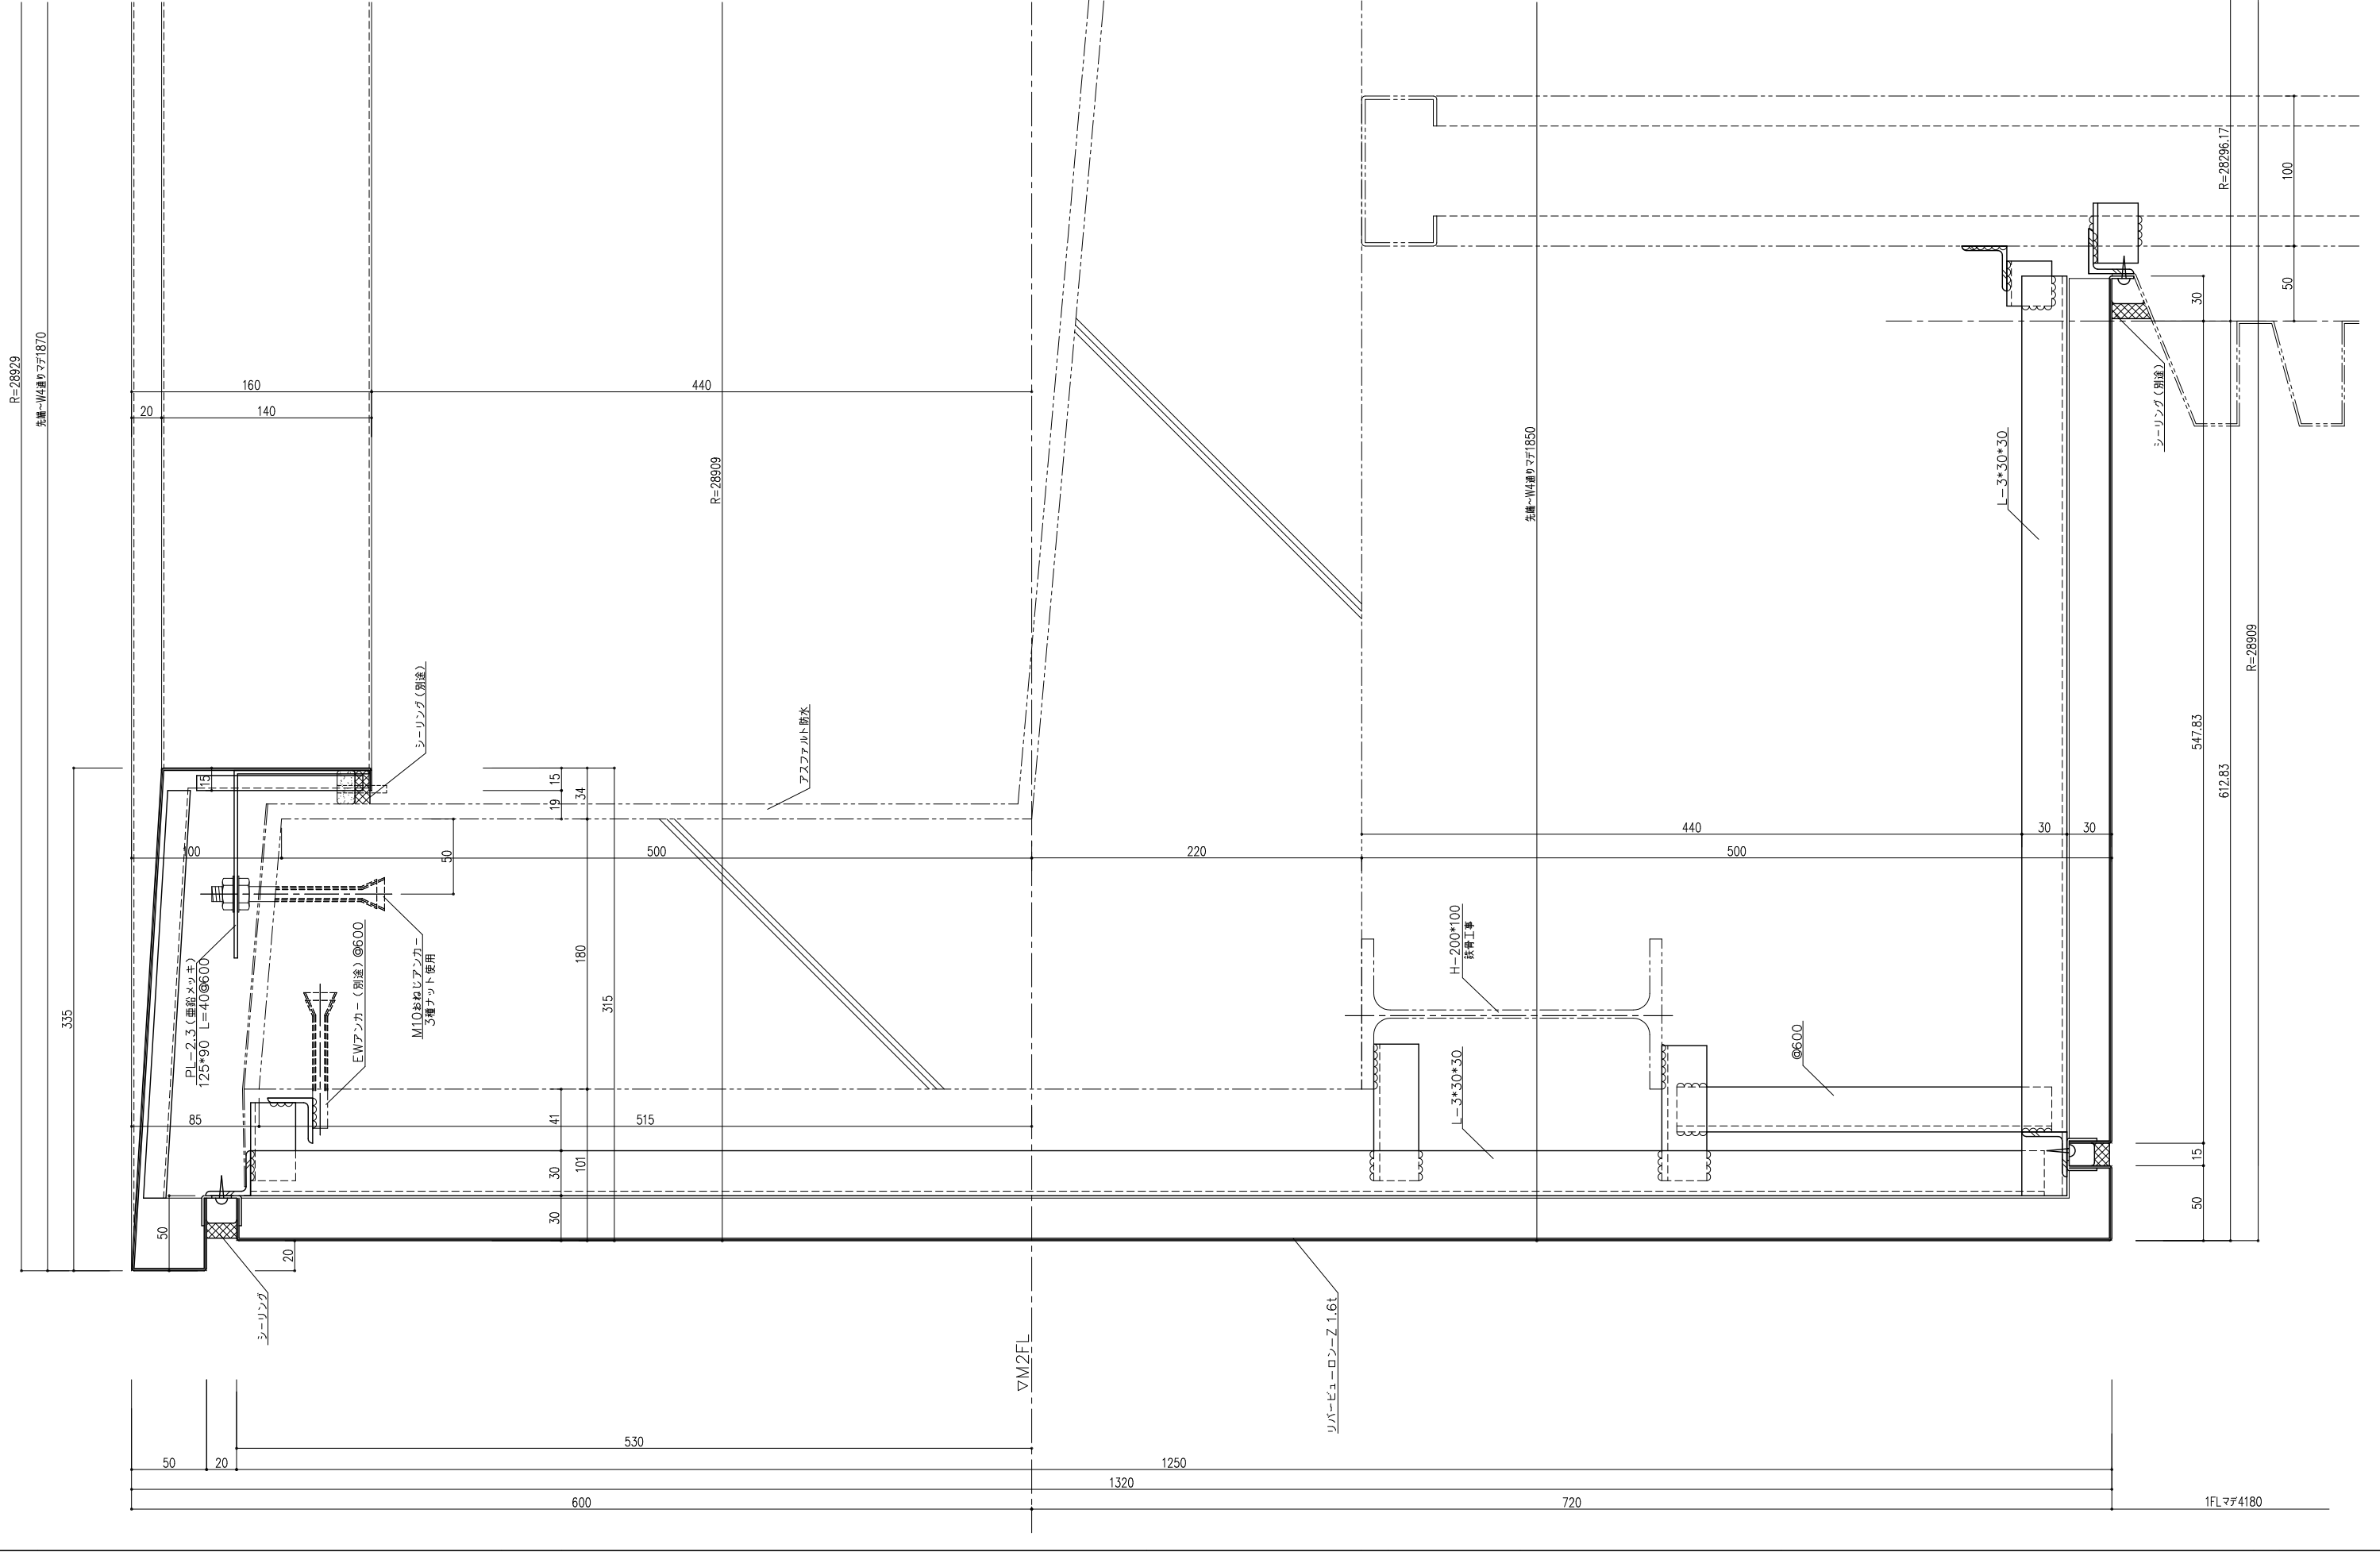 R=28929
先端～W4通りマデ1870
R=28909
先端～W4通りマデ1850
R=28296.17
100
50
30
シーリング（別途）
L-3*30*30
160
440
20
140
R=28909
547.83
612.83
シーリング（別途）
アスファルト防水
15
15
34
19
440
30
30
100
500
50
220
500
H-200*100
鉄骨工事
180
315
335
PL-2.3（亜鉛メッキ）
125*90 L=40@600
EWアンカー（別途）@600
M10おねじアンカー
3種ナット使用
L-3*30*30
@600
85
515
41
101
30
30
15
50
50
20
シーリング
リバービューローン-Z 1.6t
▽M2FL
530
50
20
1250
1320
600
720
1FLマデ4180